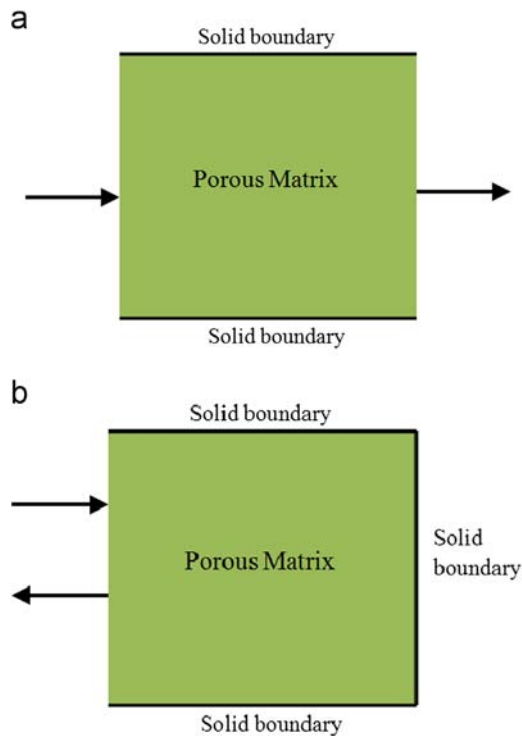 a
Solid boundary
Porous Matrix
Solid boundary
b
Solid boundary
Porous Matrix
Solid
boundary
Solid boundary